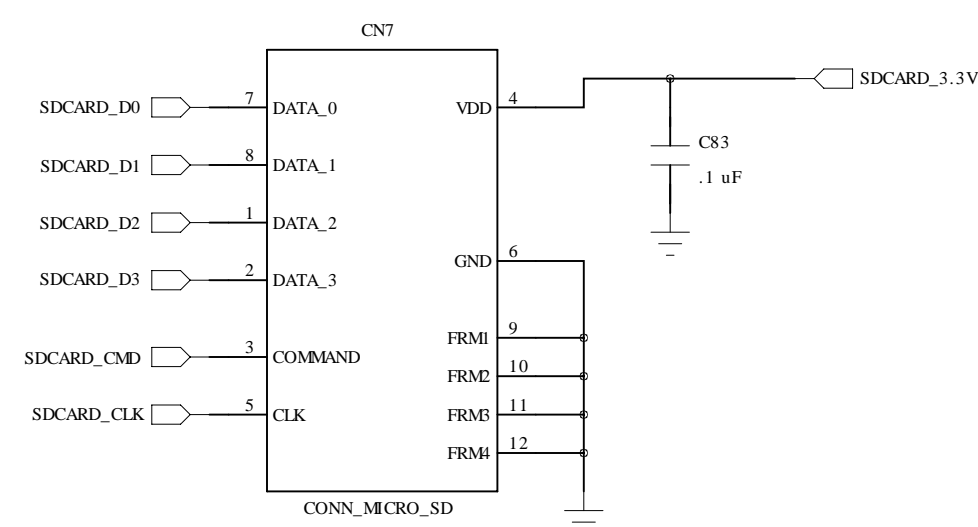 CN7
SDCARD_D0 7 DATA_0 VDD 4 SDCARD_3.3V
C83
.1 uF
SDCARD_D1 8 DATA_1
SDCARD_D2 1 DATA_2
SDCARD_D3 2 DATA_3 GND 6
FRM1 9
SDCARD_CMD 3 COMMAND FRM2 10
SDCARD_CLK 5 CLK FRM3 11
FRM4 12
CONN_MICRO_SD